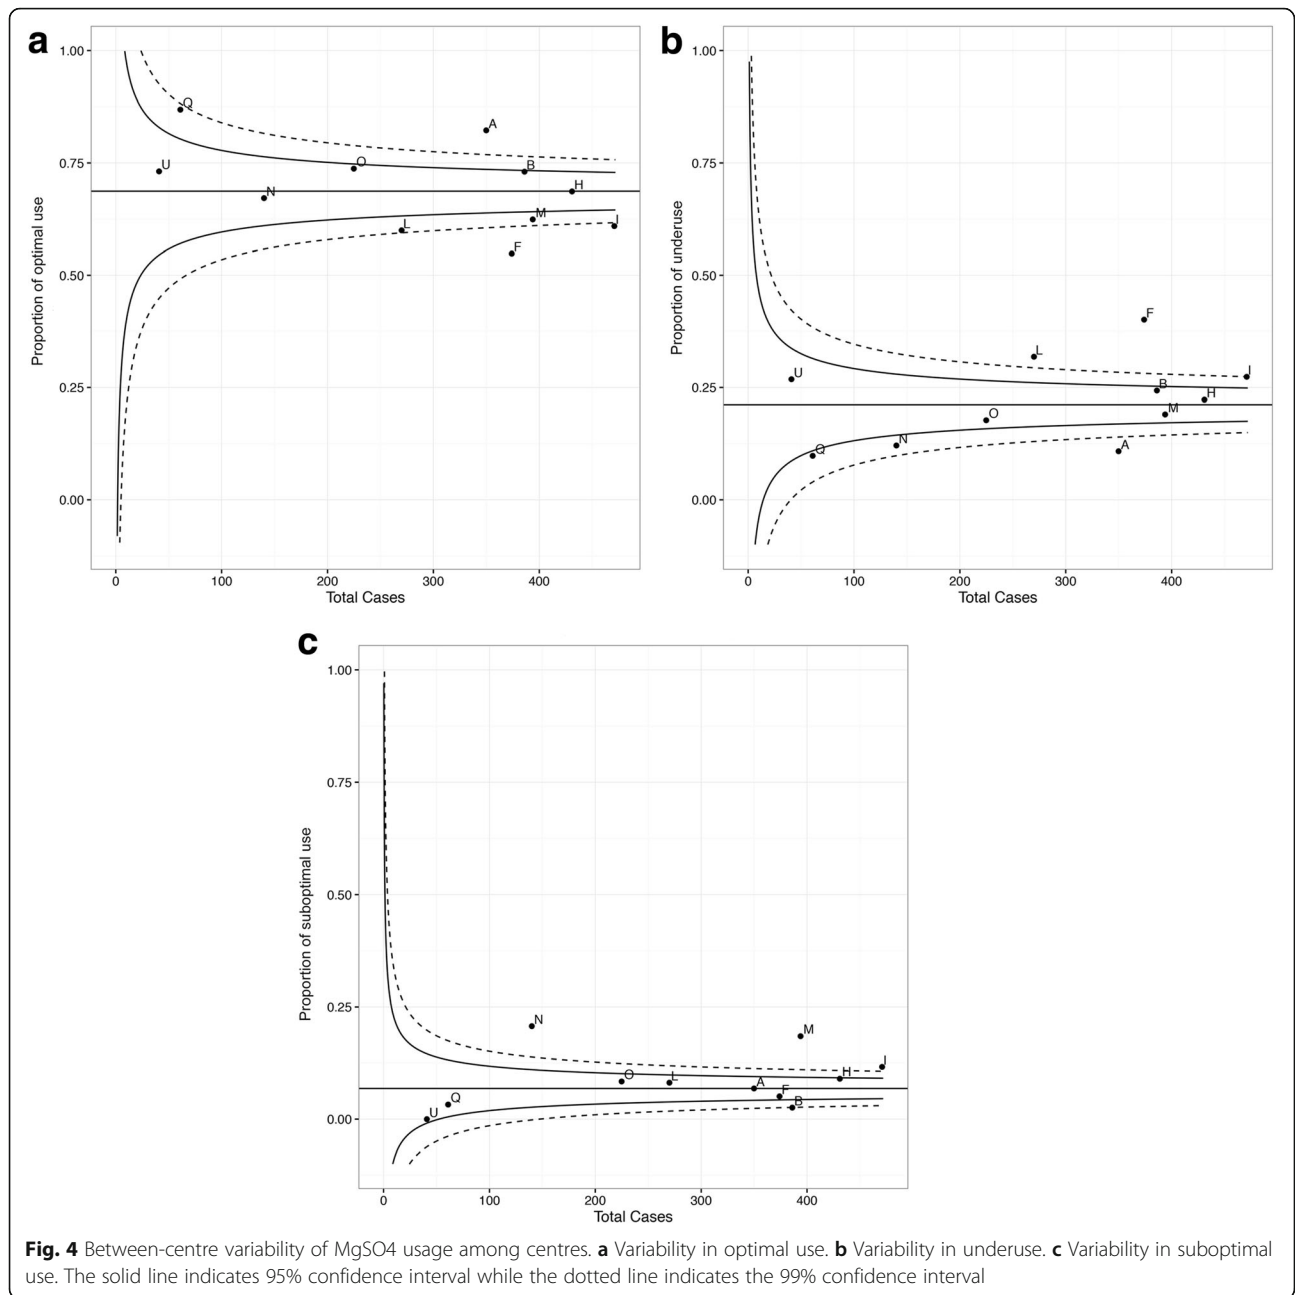 a
1.00
0.75
0.50
0.25
0.00
Proportion of optimal use
Q
A
U
O
B
N
H
L
M
I
F
0
100
200
300
400
Total Cases
b
1.00
0.75
0.50
0.25
0.00
Proportion of underuse
F
L
I
U
B
H
M
O
N
Q
A
0
100
200
300
400
Total Cases
c
1.00
0.75
0.50
0.25
0.00
Proportion of suboptimal use
N
M
I
O
L
A
H
F
Q
B
U
0
100
200
300
400
Total Cases
Fig. 4 Between-centre variability of MgSO4 usage among centres. a Variability in optimal use. b Variability in underuse. c Variability in suboptimal
use. The solid line indicates 95% confidence interval while the dotted line indicates the 99% confidence interval